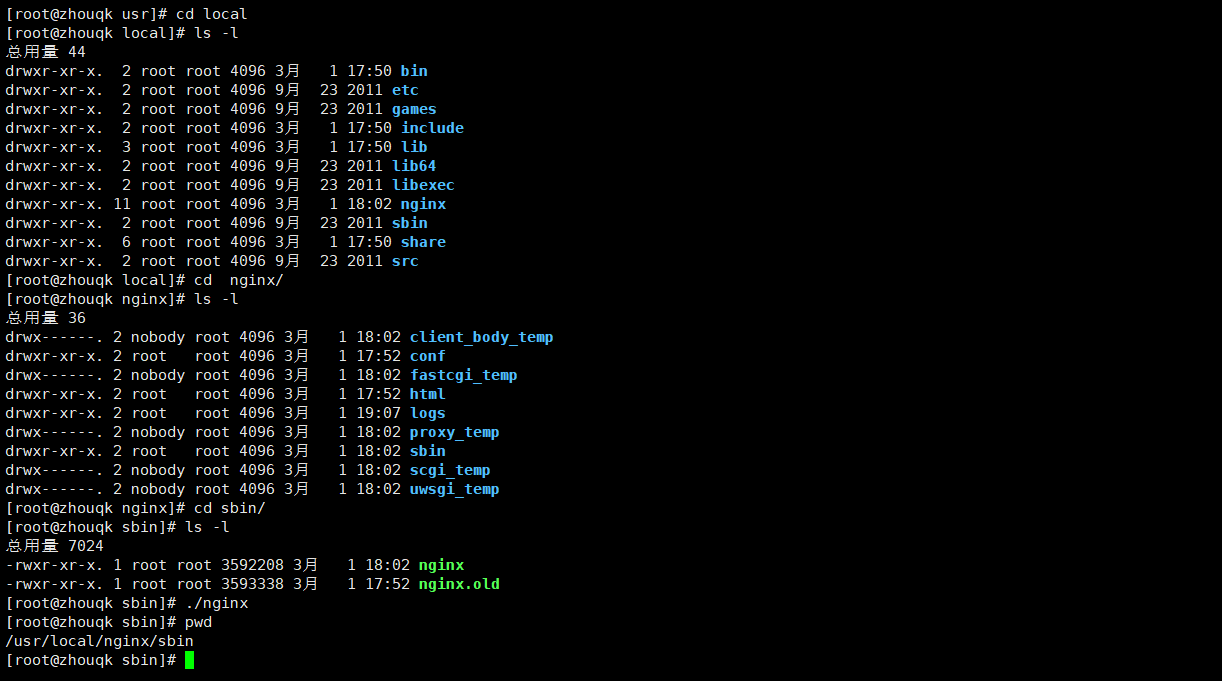 [root@zhouqk usr]# cd local
[root@zhouqk local]# ls -l
总用量 44
drwxr-xr-x.  2 root root 4096 3月   1 17:50 bin
drwxr-xr-x.  2 root root 4096 9月  23 2011 etc
drwxr-xr-x.  2 root root 4096 9月  23 2011 games
drwxr-xr-x.  2 root root 4096 3月   1 17:50 include
drwxr-xr-x.  3 root root 4096 3月   1 17:50 lib
drwxr-xr-x.  2 root root 4096 9月  23 2011 lib64
drwxr-xr-x.  2 root root 4096 9月  23 2011 libexec
drwxr-xr-x. 11 root root 4096 3月   1 18:02 nginx
drwxr-xr-x.  2 root root 4096 9月  23 2011 sbin
drwxr-xr-x.  6 root root 4096 3月   1 17:50 share
drwxr-xr-x.  2 root root 4096 9月  23 2011 src
[root@zhouqk local]# cd  nginx/
[root@zhouqk nginx]# ls -l
总用量 36
drwx------. 2 nobody root 4096 3月   1 18:02 client_body_temp
drwxr-xr-x. 2 root   root 4096 3月   1 17:52 conf
drwx------. 2 nobody root 4096 3月   1 18:02 fastcgi_temp
drwxr-xr-x. 2 root   root 4096 3月   1 17:52 html
drwxr-xr-x. 2 root   root 4096 3月   1 19:07 logs
drwx------. 2 nobody root 4096 3月   1 18:02 proxy_temp
drwxr-xr-x. 2 root   root 4096 3月   1 18:02 sbin
drwx------. 2 nobody root 4096 3月   1 18:02 scgi_temp
drwx------. 2 nobody root 4096 3月   1 18:02 uwsgi_temp
[root@zhouqk nginx]# cd sbin/
[root@zhouqk sbin]# ls -l
总用量 7024
-rwxr-xr-x. 1 root root 3592208 3月   1 18:02 nginx
-rwxr-xr-x. 1 root root 3593338 3月   1 17:52 nginx.old
[root@zhouqk sbin]# ./nginx
[root@zhouqk sbin]# pwd
/usr/local/nginx/sbin
[root@zhouqk sbin]#